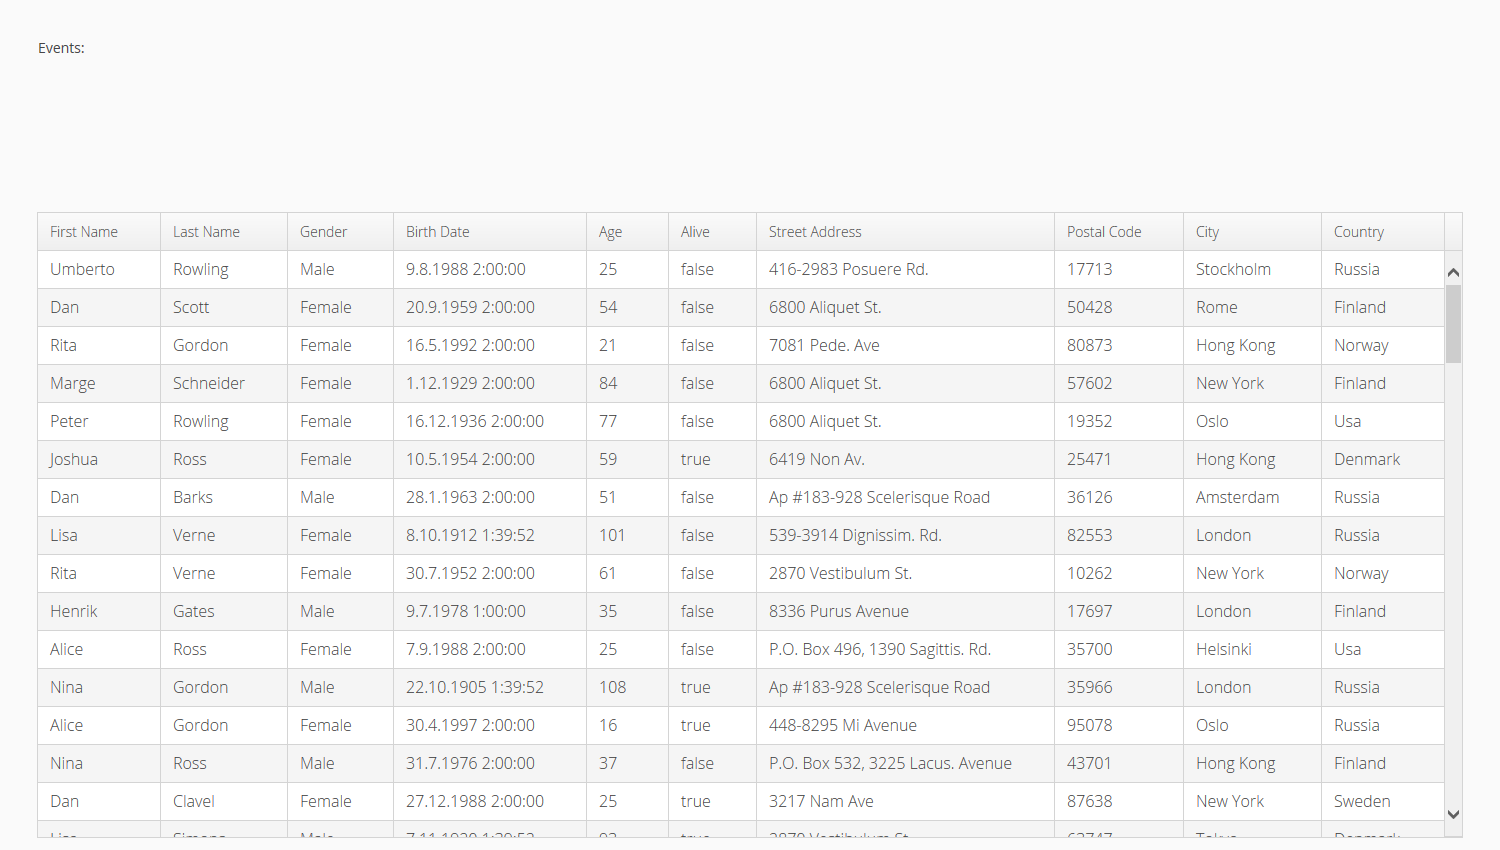 Events:
First Name Last Name Gender Birth Date Age Alive Street Address Postal Code City Country
Umberto Rowling Male 9.8.1988 2:00:00 25 false 416-2983 Posuere Rd. 17713 Stockholm Russia
Dan Scott Female 20.9.1959 2:00:00 54 false 6800 Aliquet St. 50428 Rome Finland
Rita Gordon Female 16.5.1992 2:00:00 21 false 7081 Pede. Ave 80873 Hong Kong Norway
Marge Schneider Female 1.12.1929 2:00:00 84 false 6800 Aliquet St. 57602 New York Finland
Peter Rowling Female 16.12.1936 2:00:00 77 false 6800 Aliquet St. 19352 Oslo Usa
Joshua Ross Female 10.5.1954 2:00:00 59 true 6419 Non Av. 25471 Hong Kong Denmark
Dan Barks Male 28.1.1963 2:00:00 51 false Ap #183-928 Scelerisque Road 36126 Amsterdam Russia
Lisa Verne Female 8.10.1912 1:39:52 101 false 539-3914 Dignissim. Rd. 82553 London Russia
Rita Verne Female 30.7.1952 2:00:00 61 false 2870 Vestibulum St. 10262 New York Norway
Henrik Gates Male 9.7.1978 1:00:00 35 false 8336 Purus Avenue 17697 London Finland
Alice Ross Female 7.9.1988 2:00:00 25 false P.O. Box 496, 1390 Sagittis. Rd. 35700 Helsinki Usa
Nina Gordon Male 22.10.1905 1:39:52 108 true Ap #183-928 Scelerisque Road 35966 London Russia
Alice Gordon Female 30.4.1997 2:00:00 16 true 448-8295 Mi Avenue 95078 Oslo Russia
Nina Ross Male 31.7.1976 2:00:00 37 false P.O. Box 532, 3225 Lacus. Avenue 43701 Hong Kong Finland
Dan Clavel Female 27.12.1988 2:00:00 25 true 3217 Nam Ave 87638 New York Sweden